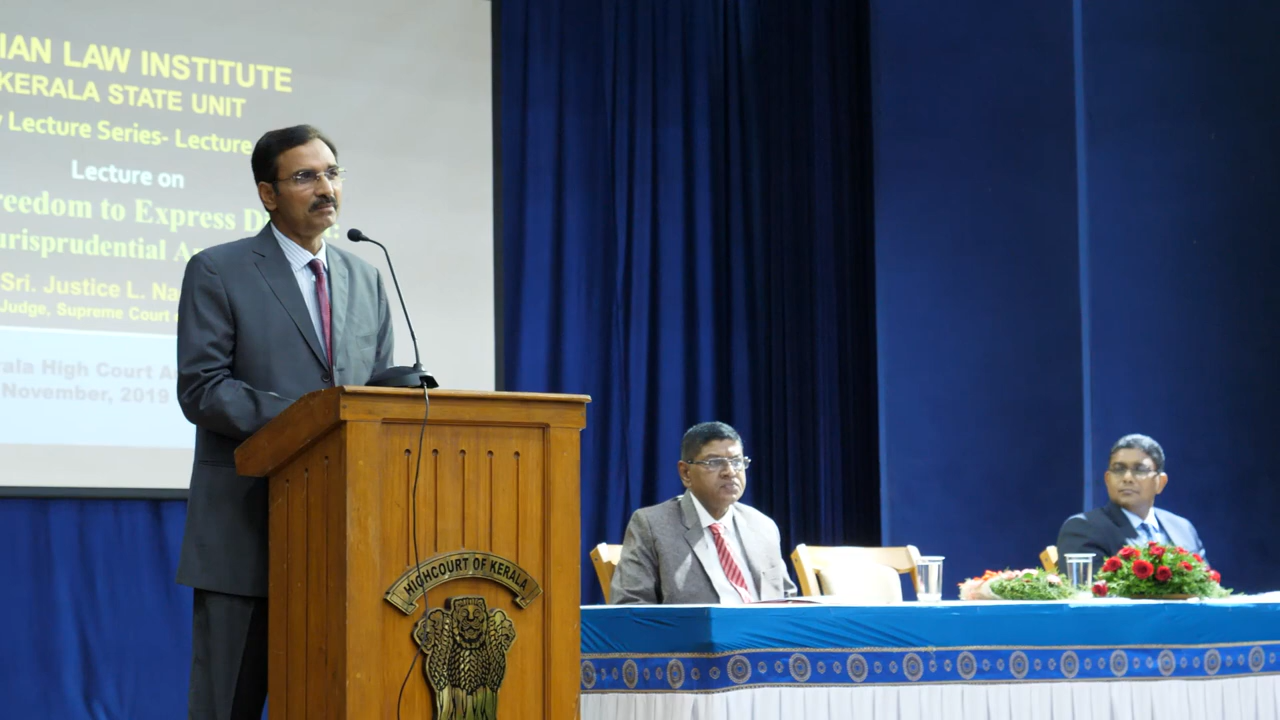 IAN LAW INSTITUTE
KERALA STATE UNIT
Lecture Series- Lecture
Lecture on
reedom to Express D
urisprudential A
Sri. Justice L. Na
Judge, Supreme Court
ala High Court A
November, 2019
HIGHCOURT OF KERALA